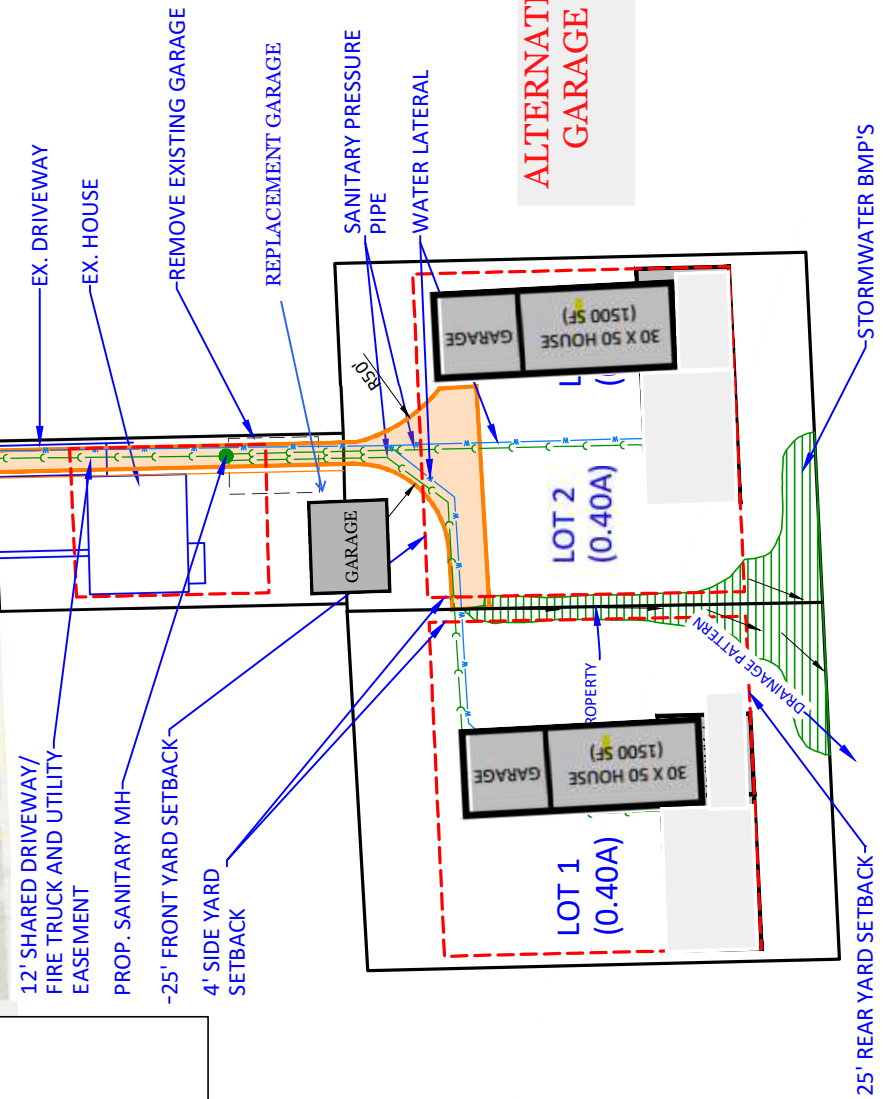 EX. DRIVEWAY
EX. HOUSE
REMOVE EXISTING GARAGE
REPLACEMENT GARAGE
SANITARY PRESSURE
PIPE
WATER LATERAL
ALTERNATI
GARAGE
STORMWATER BMP'S
12' SHARED DRIVEWAY/
FIRE TRUCK AND UTILITY
EASEMENT
PROP. SANITARY MH
25' FRONT YARD SETBACK
4' SIDE YARD
SETBACK
R50'
GARAGE
GARAGE
30 X 50 HOUSE
(1500 SF)
LOT 2
(0.40A)
GARAGE
30 X 50 HOUSE
(1500 SF)
ROPERTY
DRAINAGE PATTERN
LOT 1
(0.40A)
25' REAR YARD SETBACK